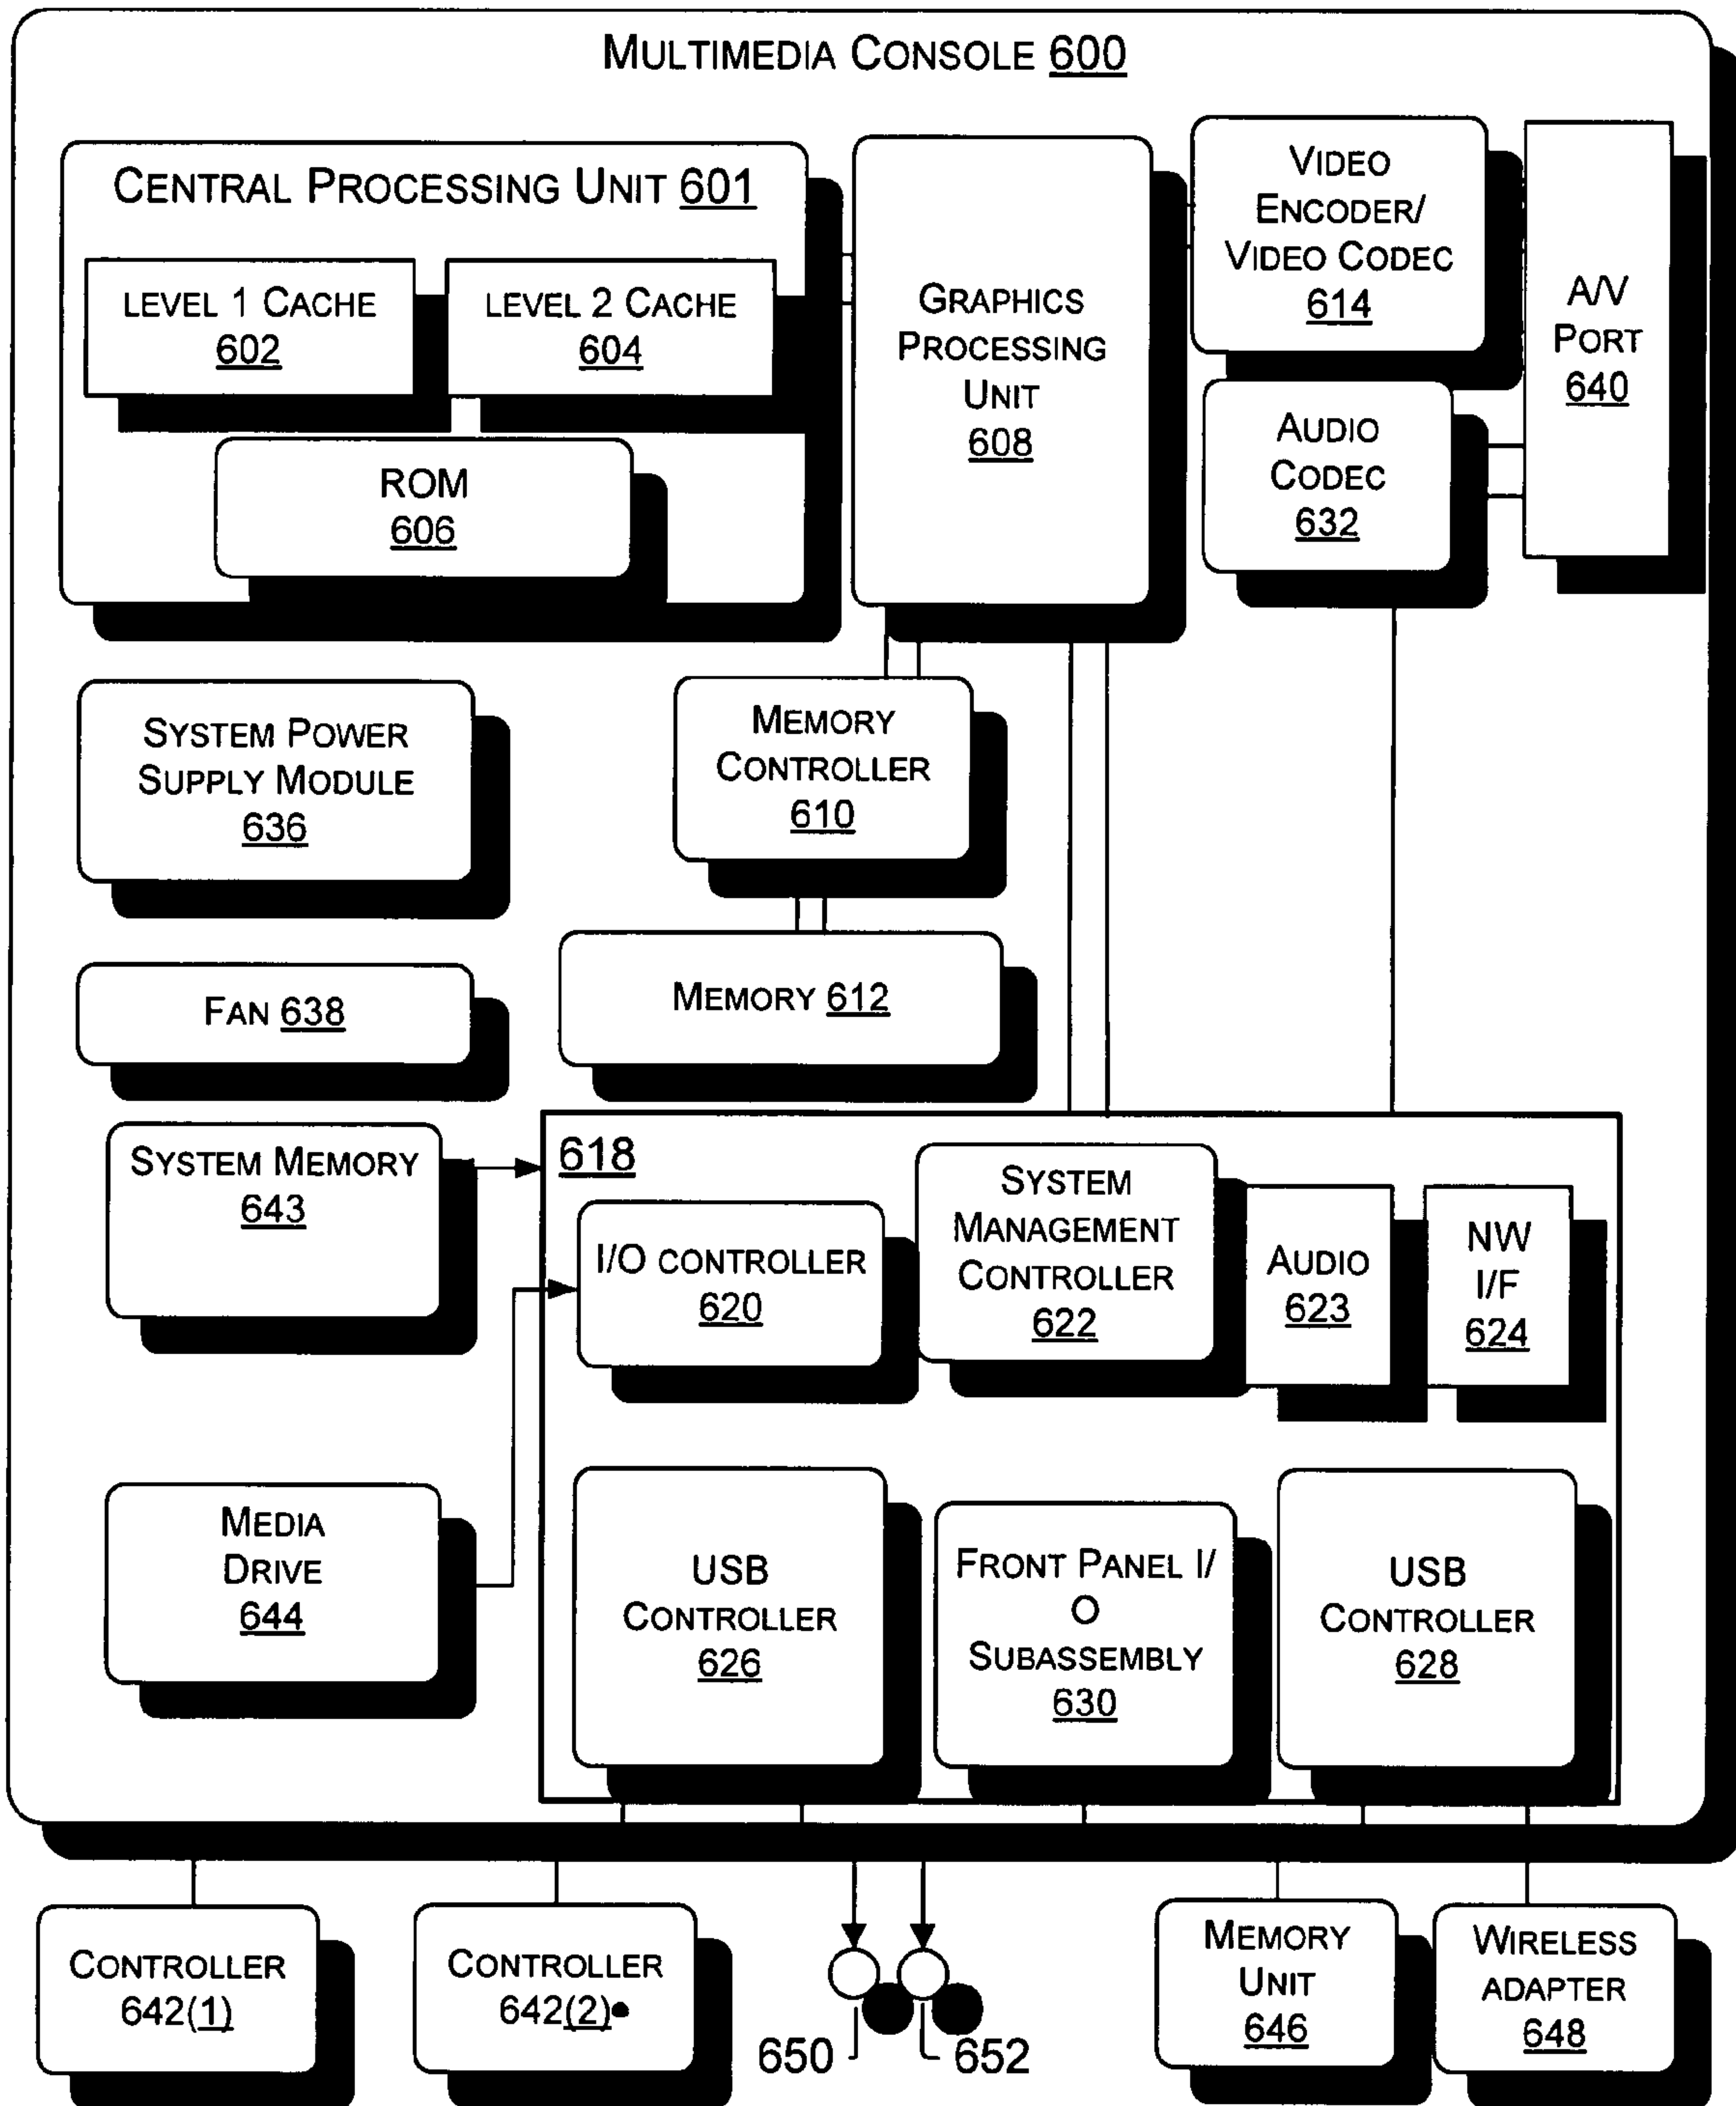 MULTIMEDIA CONSOLE 600
CENTRAL PROCESSING UNIT 601
LEVEL 1 CACHE
602
LEVEL 2 CACHE
604
ROM
606
GRAPHICS
PROCESSING
UNIT
608
VIDEO
ENCODER/
VIDEO CODEC
614
AUDIO
CODEC
632
A/V
PORT
640
SYSTEM POWER
SUPPLY MODULE
636
MEMORY
CONTROLLER
610
FAN 638
MEMORY 612
SYSTEM MEMORY
643
618
I/O CONTROLLER
620
SYSTEM
MANAGEMENT
CONTROLLER
622
AUDIO
623
NW
I/F
624
MEDIA
DRIVE
644
USB
CONTROLLER
626
FRONT PANEL I/
O
SUBASSEMBLY
630
USB
CONTROLLER
628
CONTROLLER
642(1)
CONTROLLER
642(2)
650
652
MEMORY
UNIT
646
WIRELESS
ADAPTER
648